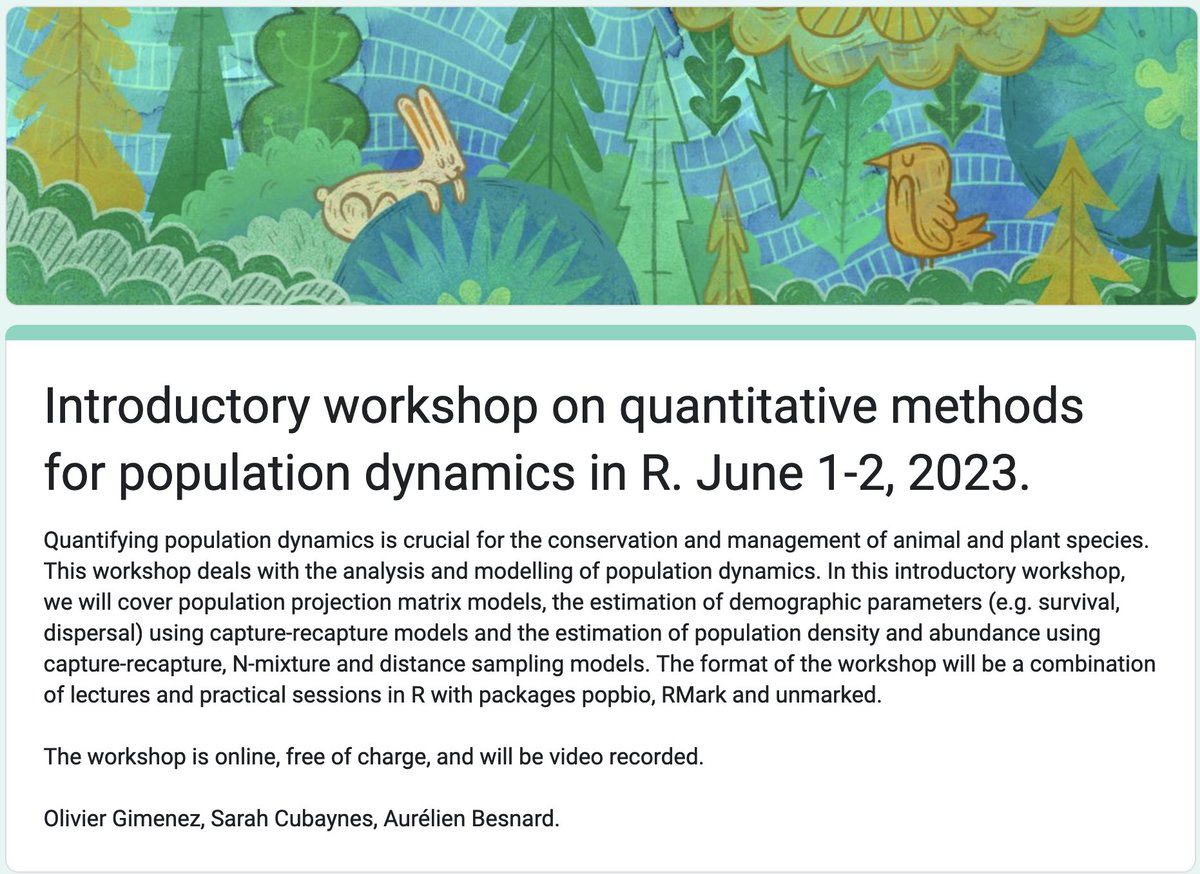 Introductory workshop on quantitative methods
for population dynamics in R. June 1-2, 2023.
Quantifying population dynamics is crucial for the conservation and management of animal and plant species.
This workshop deals with the analysis and modelling of population dynamics. In this introductory workshop,
we will cover population projection matrix models, the estimation of demographic parameters (e.g. survival,
dispersal) using capture-recapture models and the estimation of population density and abundance using
capture-recapture, N-mixture and distance sampling models. The format of the workshop will be a combination
of lectures and practical sessions in R with packages popbio, RMark and unmarked.
The workshop is online, free of charge, and will be video recorded.
Olivier Gimenez, Sarah Cubaynes, Aurélien Besnard.